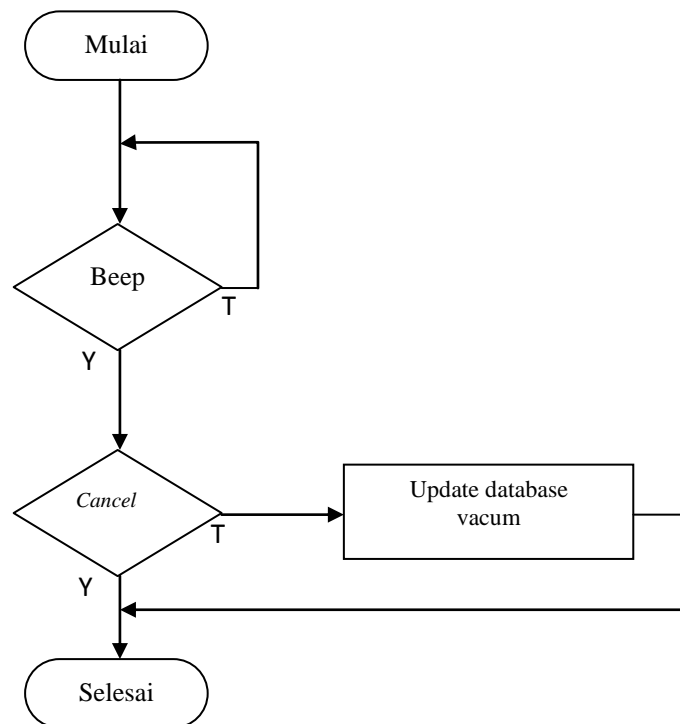 Mulai
Beep
T
Y
Cancel
T
Update database
vacum
Y
Selesai